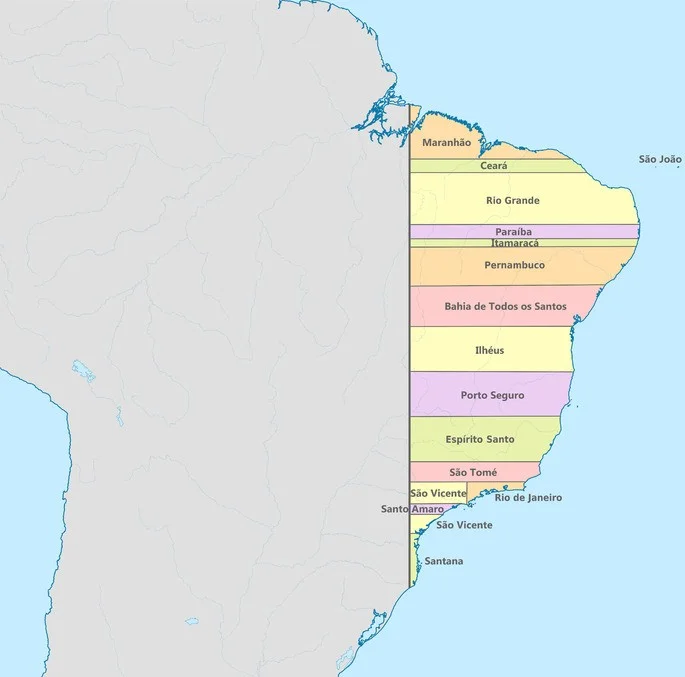 Maranhão
São João
Ceará
Rio Grande
Paraíba
Itamaracá
Pernambuco
Bahia de Todos os Santos
Ilhéus
Porto Seguro
Espírito Santo
São Tomé
São Vicente
Rio de Janeiro
Santo Amaro
São Vicente
Santana